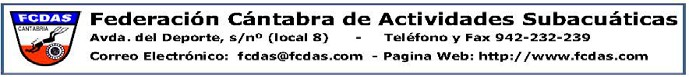 FCDAS
CANTABRIA
Federación Cántabra de Actividades Subacuáticas
Avda. del Deporte, s/nº (local 8) - Teléfono y Fax 942-232-239
Correo Electrónico: fcdas@fcdas.com - Pagina Web: http://www.fcdas.com